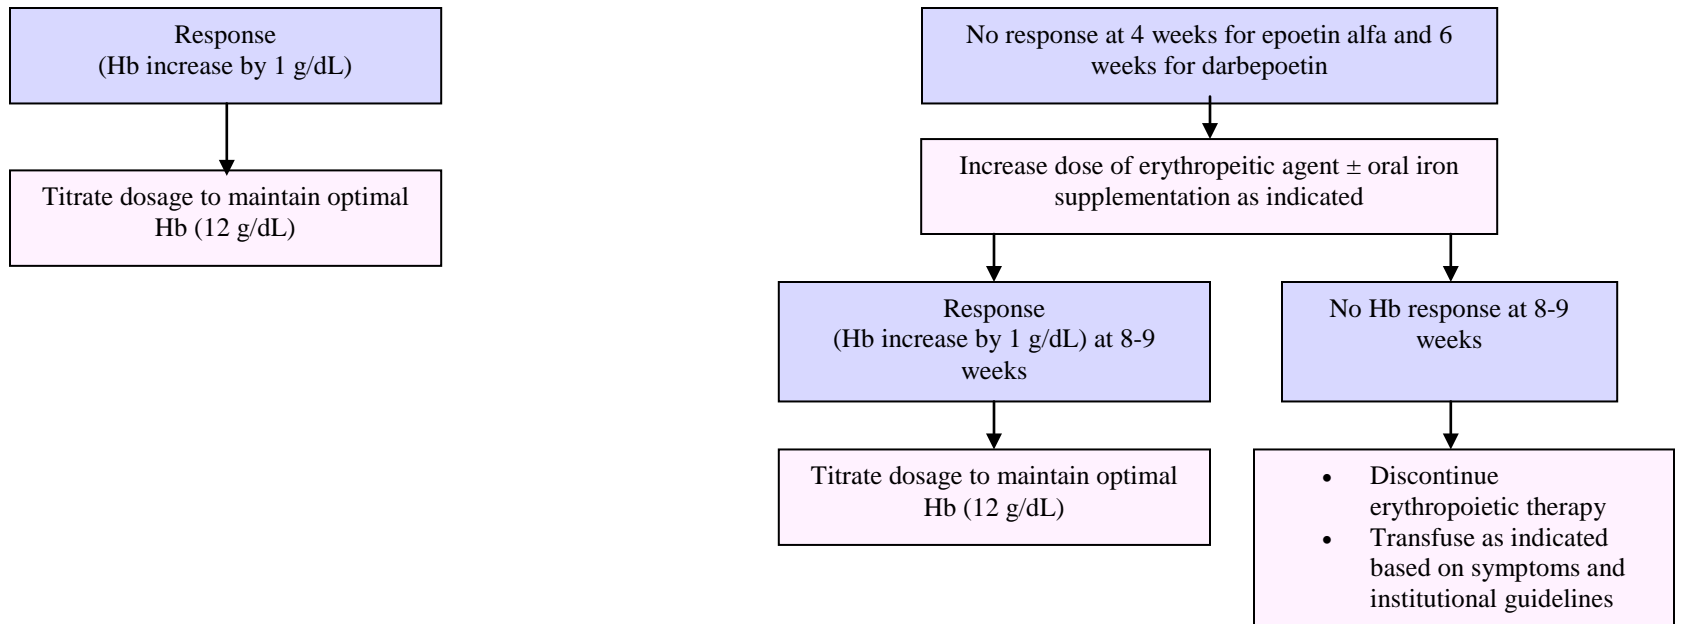 Response
(Hb increase by 1 g/dL)
Titrate dosage to maintain optimal
Hb (12 g/dL)
No response at 4 weeks for epoetin alfa and 6
weeks for darbepoetin
Increase dose of erythropeitic agent ± oral iron
supplementation as indicated
Response
(Hb increase by 1 g/dL) at 8-9
weeks
No Hb response at 8-9
weeks
Titrate dosage to maintain optimal
Hb (12 g/dL)
• Discontinue
erythropoietic therapy
• Transfuse as indicated
based on symptoms and
institutional guidelines